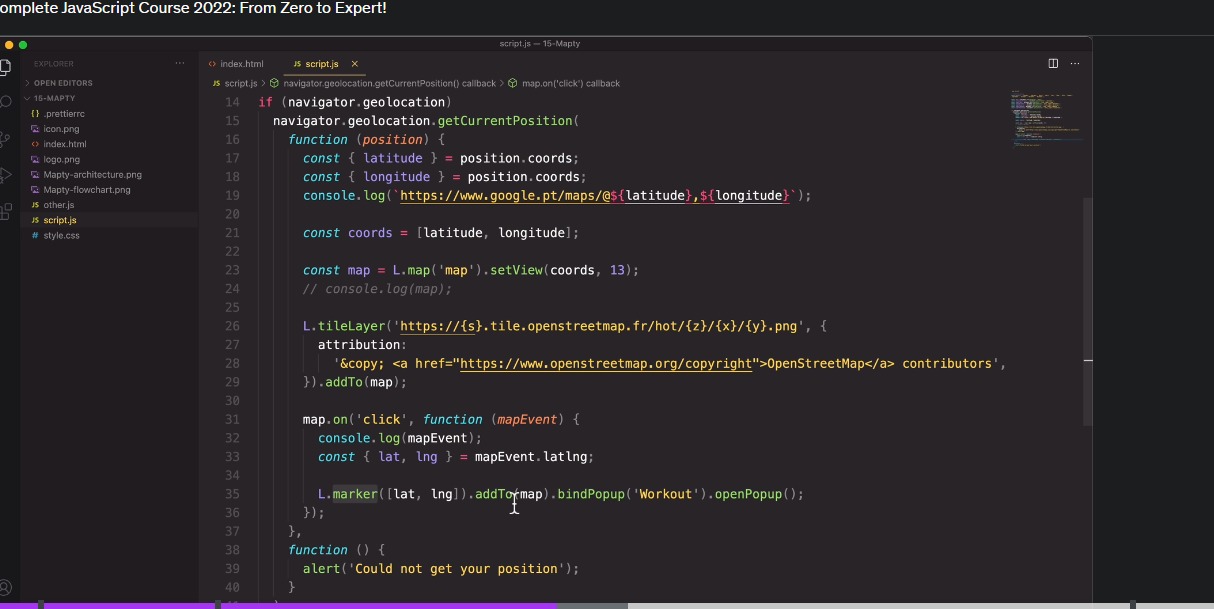 omplete JavaScript Course 2022: From Zero to Expert!
script.js — 15-Mapty
EXPLORER ...
OPEN EDITORS
15-MAPTY
{} .prettierrc
icon.png
<> index.html
logo.png
Mapty-architecture.png
Mapty-flowchart.png
JS other.js
JS script.js
# style.css
<> index.html JS script.js ×
JS script.js > navigator.geolocation.getCurrentPosition() callback > map.on('click') callback
14 if (navigator.geolocation)
15 navigator.geolocation.getCurrentPosition(
16 function (position) {
17 const { latitude } = position.coords;
18 const { longitude } = position.coords;
19 console.log(`https://www.google.pt/maps/@${latitude},${longitude}`);
20
21 const coords = [latitude, longitude];
22
23 const map = L.map('map').setView(coords, 13);
24 // console.log(map);
25
26 L.tileLayer('https://{s}.tile.openstreetmap.fr/hot/{z}/{x}/{y}.png', {
27 attribution:
28 '&copy; <a href="https://www.openstreetmap.org/copyright">OpenStreetMap</a> contributors',
29 }).addTo(map);
30
31 map.on('click', function (mapEvent) {
32 console.log(mapEvent);
33 const { lat, lng } = mapEvent.latlng;
34
35 L.marker([lat, lng]).addTo(map).bindPopup('Workout').openPopup();
36 });
37 },
38 function () {
39 alert('Could not get your position');
40 }